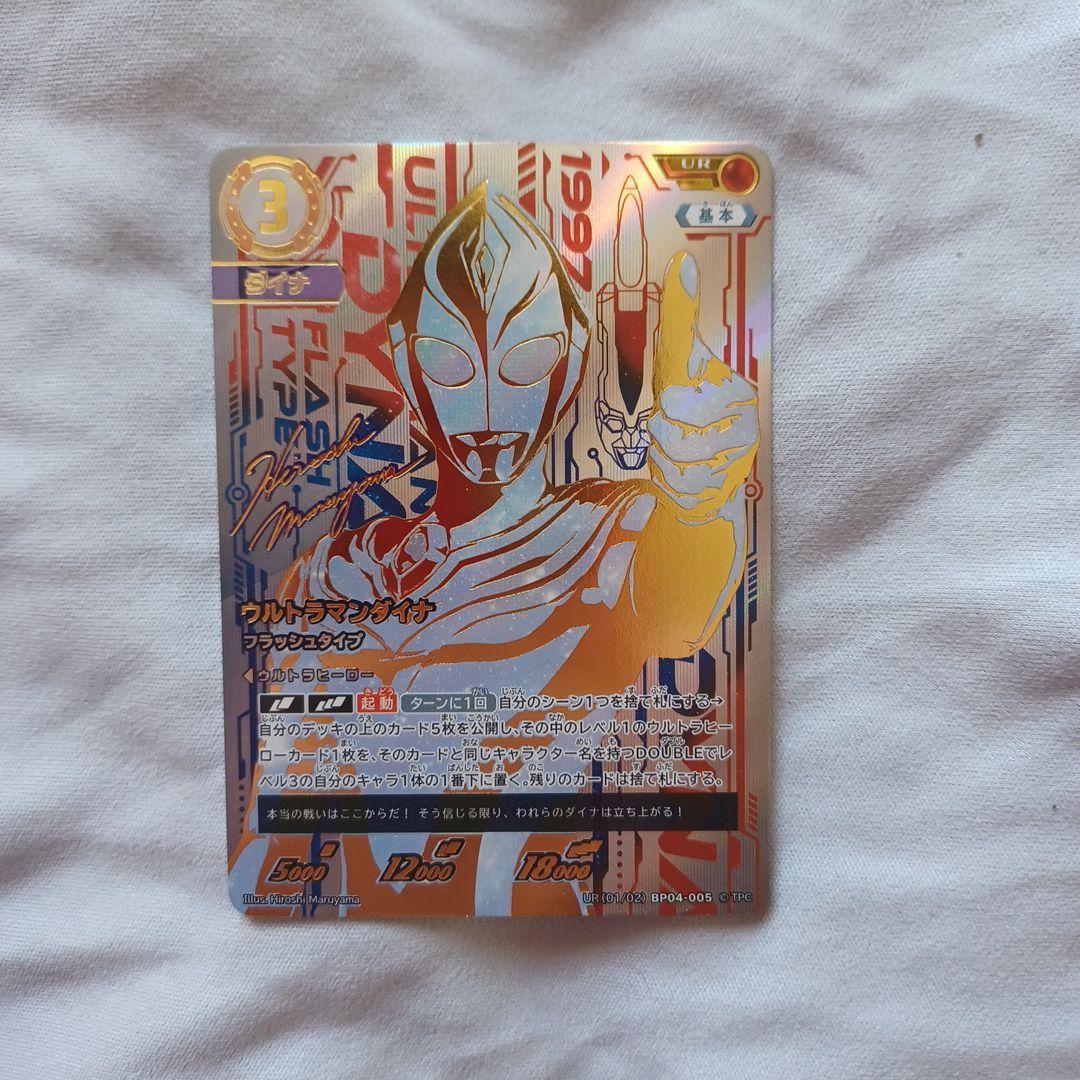 3
UR
基本
きほん
ダイナ
1997
FLASH
TYPE
Hiroshi
Maruyama
ウルトラマンダイナ
フラッシュタイプ
ウルトラヒーロー
起動 ターンに1回 自分のシーン1つを捨て札にする→
自分のデッキの上のカード5枚を公開し、その中のレベル1のウルトラヒー
ローカード1枚を、そのカードと同じキャラクター名を持つDOUBLEでレ
ベル3の自分のキャラ1体の1番下に置く。残りのカードは捨て札にする。
本当の戦いはここからだ! そう信じる限り、われらのダイナは立ち上がる!
5000 12000 18000
Illus. Hiroshi Maruyama UR (01/02) BP04-005 © TPC